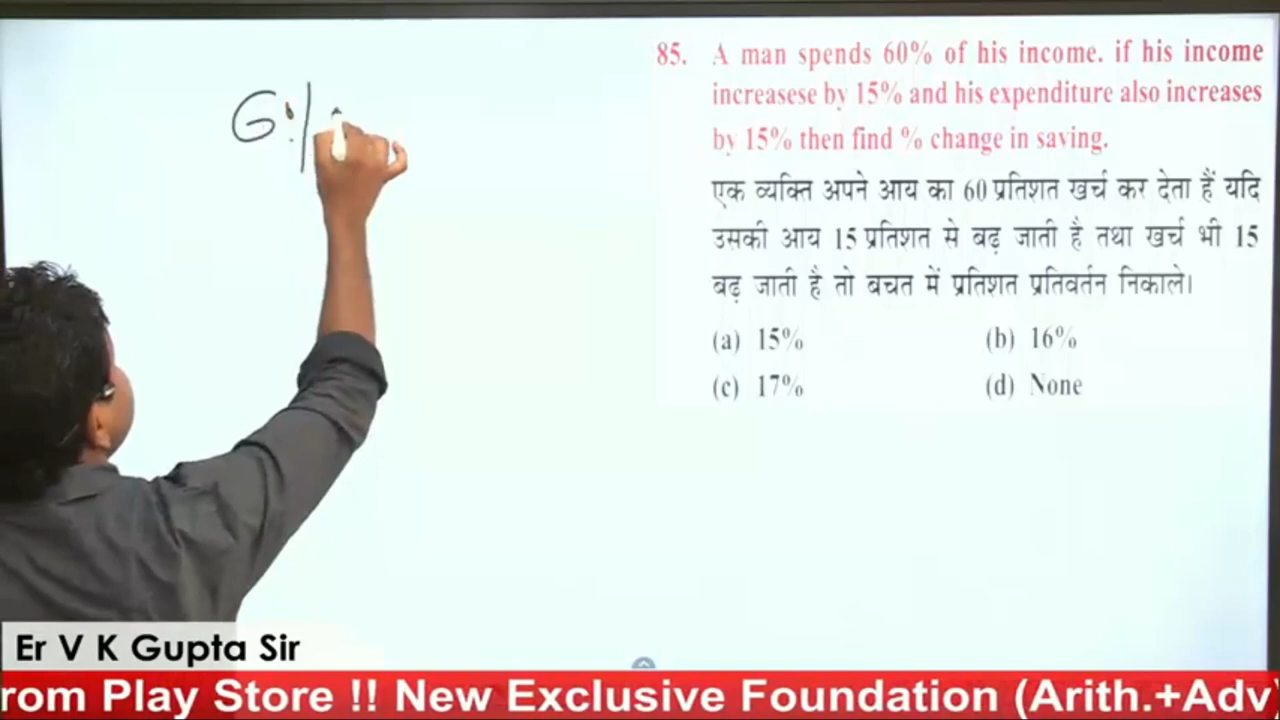 G:
85. A man spends 60% of his income. if his income
increasese by 15% and his expenditure also increases
by 15% then find % change in saving.
एक व्यक्ति अपने आय का 60 प्रतिशत खर्च कर देता हैं यदि
उसकी आय 15 प्रतिशत से बढ़ जाती है तथा खर्च भी 15
बढ़ जाती है तो बचत में प्रतिशत प्रतिवर्तन निकाले।
(a) 15% (b) 16%
(c) 17% (d) None
Er V K Gupta Sir
rom Play Store !! New Exclusive Foundation (Arith.+Adv)